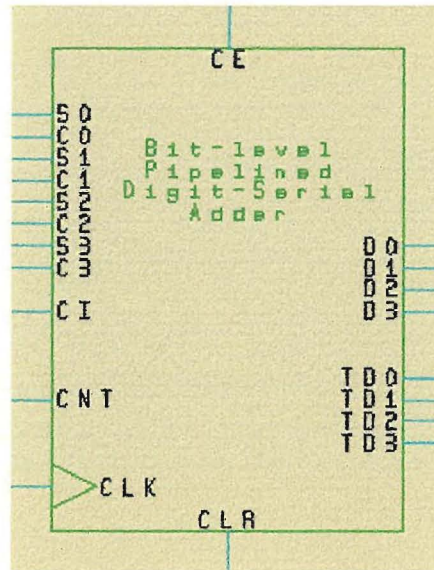 CE
S0
C0
S1
C1
S2
C2
S3
C3
CI
CNT
CLK
Bit-level
Pipelined
Digit-Serial
Adder
D0
D1
D2
D3
TD0
TD1
TD2
TD3
CLR